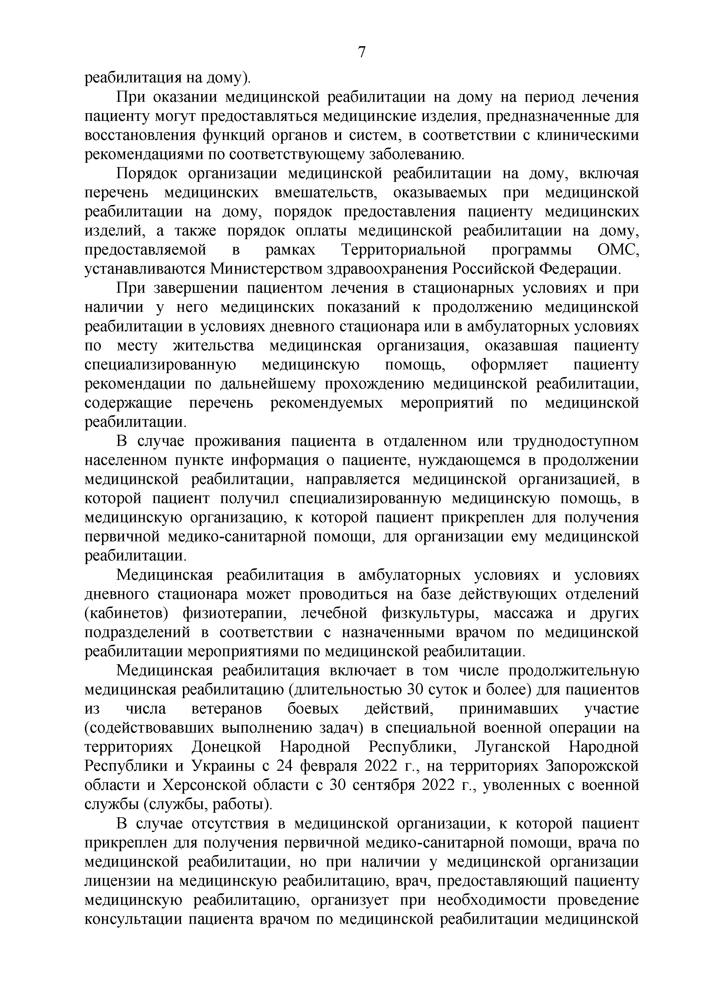 7
реабилитация на дому).
При оказании медицинской реабилитации на дому на период лечения
пациенту могут предоставляться медицинские изделия, предназначенные для
восстановления функций органов и систем, в соответствии с клиническими
рекомендациями по соответствующему заболеванию.
Порядок организации медицинской реабилитации на дому, включая
перечень медицинских вмешательств, оказываемых при медицинской
реабилитации на дому, порядок предоставления пациенту медицинских
изделий, а также порядок оплаты медицинской реабилитации на дому,
предоставляемой в рамках Территориальной программы ОМС,
устанавливаются Министерством здравоохранения Российской Федерации.
При завершении пациентом лечения в стационарных условиях и при
наличии у него медицинских показаний к продолжению медицинской
реабилитации в условиях дневного стационара или в амбулаторных условиях
по месту жительства медицинская организация, оказавшая пациенту
специализированную медицинскую помощь, оформляет пациенту
рекомендации по дальнейшему прохождению медицинской реабилитации,
содержащие перечень рекомендуемых мероприятий по медицинской
реабилитации.
В случае проживания пациента в отдаленном или труднодоступном
населенном пункте информация о пациенте, нуждающемся в продолжении
медицинской реабилитации, направляется медицинской организацией, в
которой пациент получил специализированную медицинскую помощь, в
медицинскую организацию, к которой пациент прикреплен для получения
первичной медико-санитарной помощи, для организации ему медицинской
реабилитации.
Медицинская реабилитация в амбулаторных условиях и условиях
дневного стационара может проводиться на базе действующих отделений
(кабинетов) физиотерапии, лечебной физкультуры, массажа и других
подразделений в соответствии с назначенными врачом по медицинской
реабилитации мероприятиями по медицинской реабилитации.
Медицинская реабилитация включает в том числе продолжительную
медицинская реабилитацию (длительностью 30 суток и более) для пациентов
из числа ветеранов боевых действий, принимавших участие
(содействовавших выполнению задач) в специальной военной операции на
территориях Донецкой Народной Республики, Луганской Народной
Республики и Украины с 24 февраля 2022 г., на территориях Запорожской
области и Херсонской области с 30 сентября 2022 г., уволенных с военной
службы (службы, работы).
В случае отсутствия в медицинской организации, к которой пациент
прикреплен для получения первичной медико-санитарной помощи, врача по
медицинской реабилитации, но при наличии у медицинской организации
лицензии на медицинскую реабилитацию, врач, предоставляющий пациенту
медицинскую реабилитацию, организует при необходимости проведение
консультации пациента врачом по медицинской реабилитации медицинской